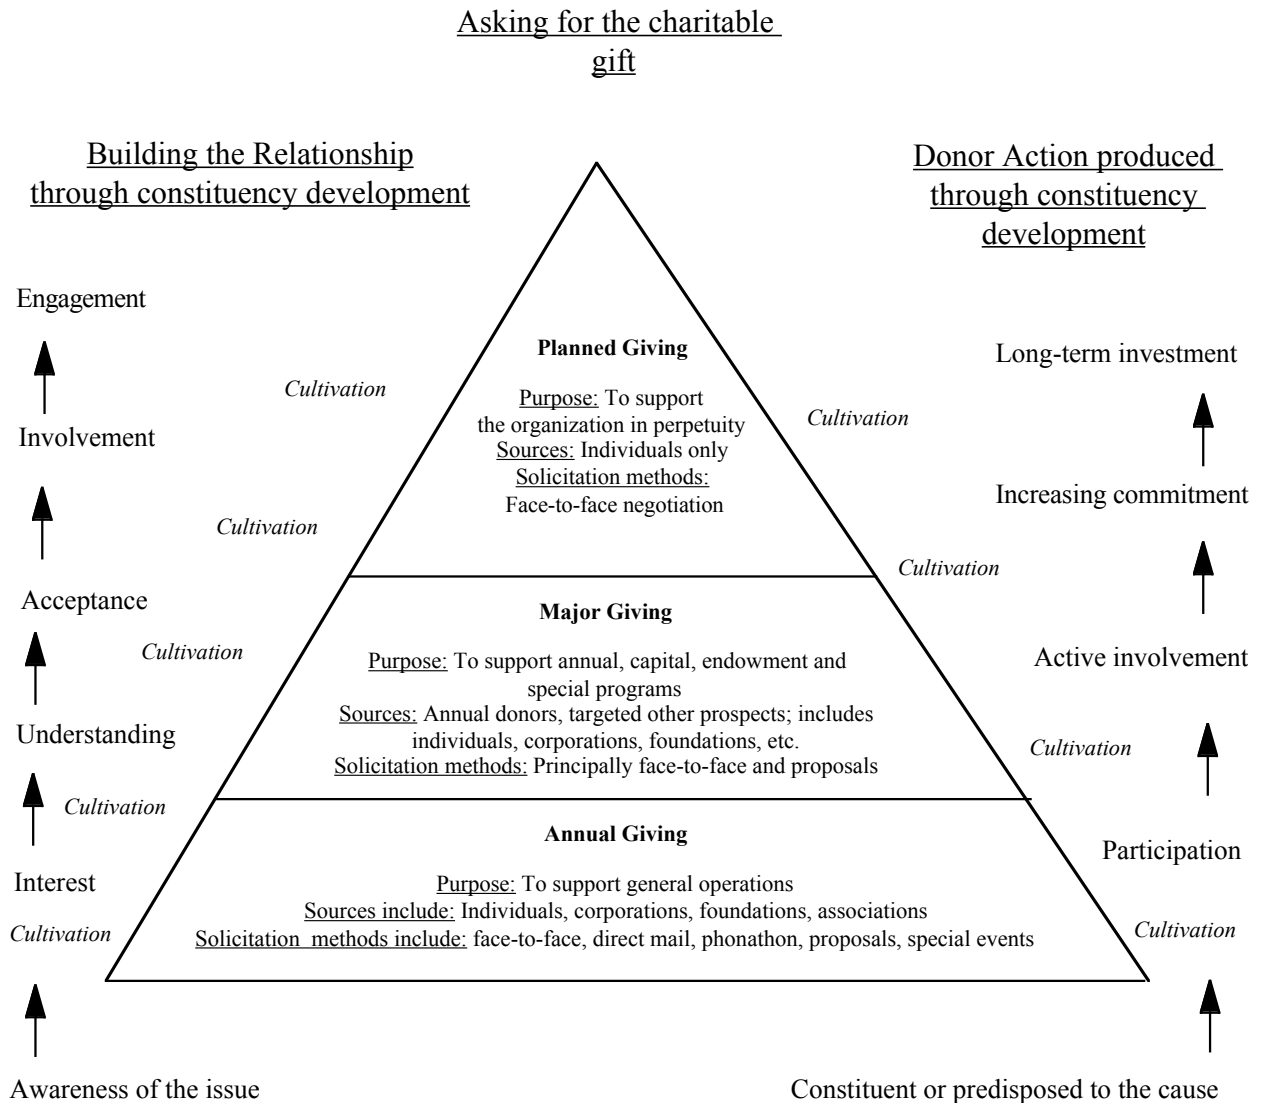 Asking for the charitable
gift
Building the Relationship
through constituency development
Donor Action produced
through constituency
development
Engagement
Involvement
Acceptance
Understanding
Interest
Awareness of the issue
Cultivation
Cultivation
Cultivation
Cultivation
Cultivation
Planned Giving
Purpose: To support
the organization in perpetuity
Sources: Individuals only
Solicitation methods:
Face-to-face negotiation
Major Giving
Purpose: To support annual, capital, endowment and
special programs
Sources: Annual donors, targeted other prospects; includes
individuals, corporations, foundations, etc.
Solicitation methods: Principally face-to-face and proposals
Annual Giving
Purpose: To support general operations
Sources include: Individuals, corporations, foundations, associations
Solicitation methods include: face-to-face, direct mail, phonathon, proposals, special events
Cultivation
Cultivation
Cultivation
Cultivation
Long-term investment
Increasing commitment
Active involvement
Participation
Constituent or predisposed to the cause